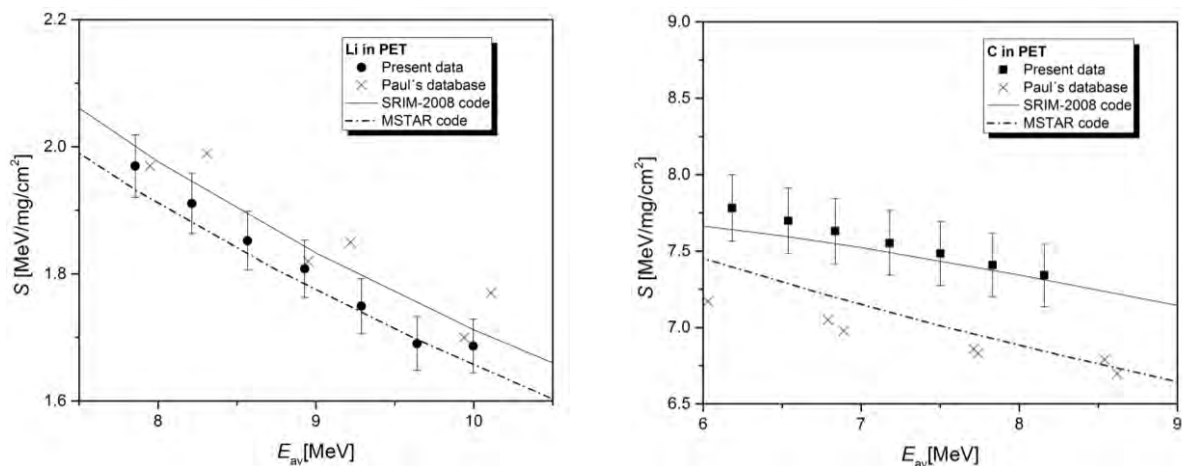 2.2
2.0
1.8
1.6
S [MeV/mg/cm²]
Li in PET
Present data
Paul´s database
SRIM-2008 code
MSTAR code
8
9
10
E_av[MeV]
9.0
8.5
8.0
7.5
7.0
6.5
S [MeV/mg/cm²]
C in PET
Present data
Paul´s database
SRIM-2008 code
MSTAR code
6
7
8
9
E_av[MeV]